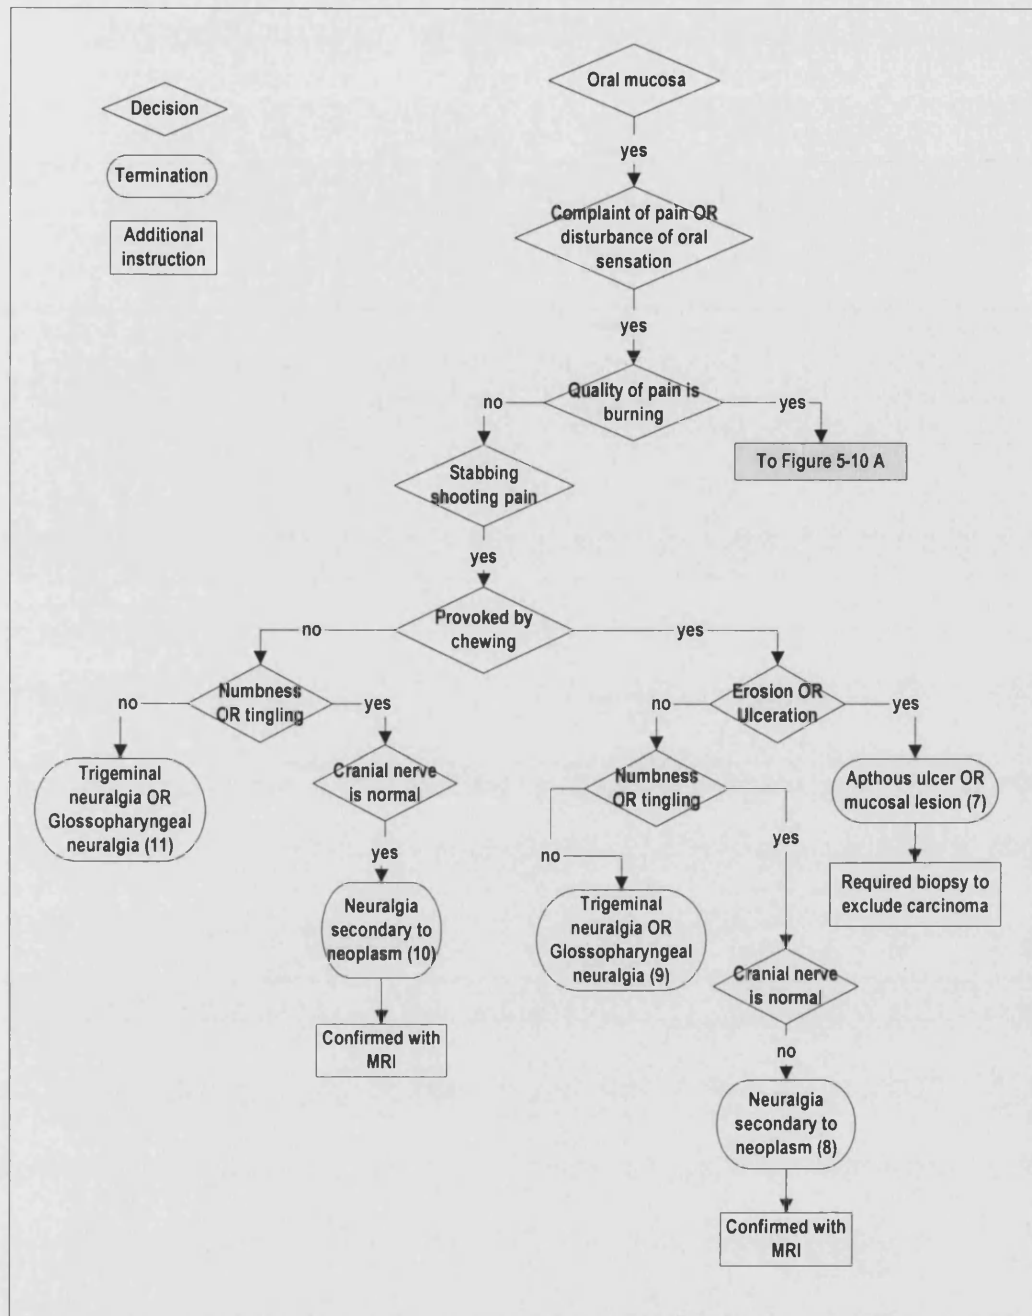 Decision
Termination
Additional
instruction
Oral mucosa
yes
Complaint of pain OR
disturbance of oral
sensation
yes
Quality of pain is
burning
no
yes
To Figure 5-10 A
Stabbing
shooting pain
yes
Provoked by
chewing
no
yes
Numbness
OR tingling
no
yes
Trigeminal
neuralgia OR
Glossopharyngeal
neuralgia (11)
Cranial nerve
is normal
yes
Neuralgia
secondary to
neoplasm (10)
Confirmed with
MRI
Erosion OR
Ulceration
no
yes
Numbness
OR tingling
no
yes
Trigeminal
neuralgia OR
Glossopharyngeal
neuralgia (9)
Cranial nerve
is normal
no
Neuralgia
secondary to
neoplasm (8)
Confirmed with
MRI
Apthous ulcer OR
mucosal lesion (7)
Required biopsy to
exclude carcinoma